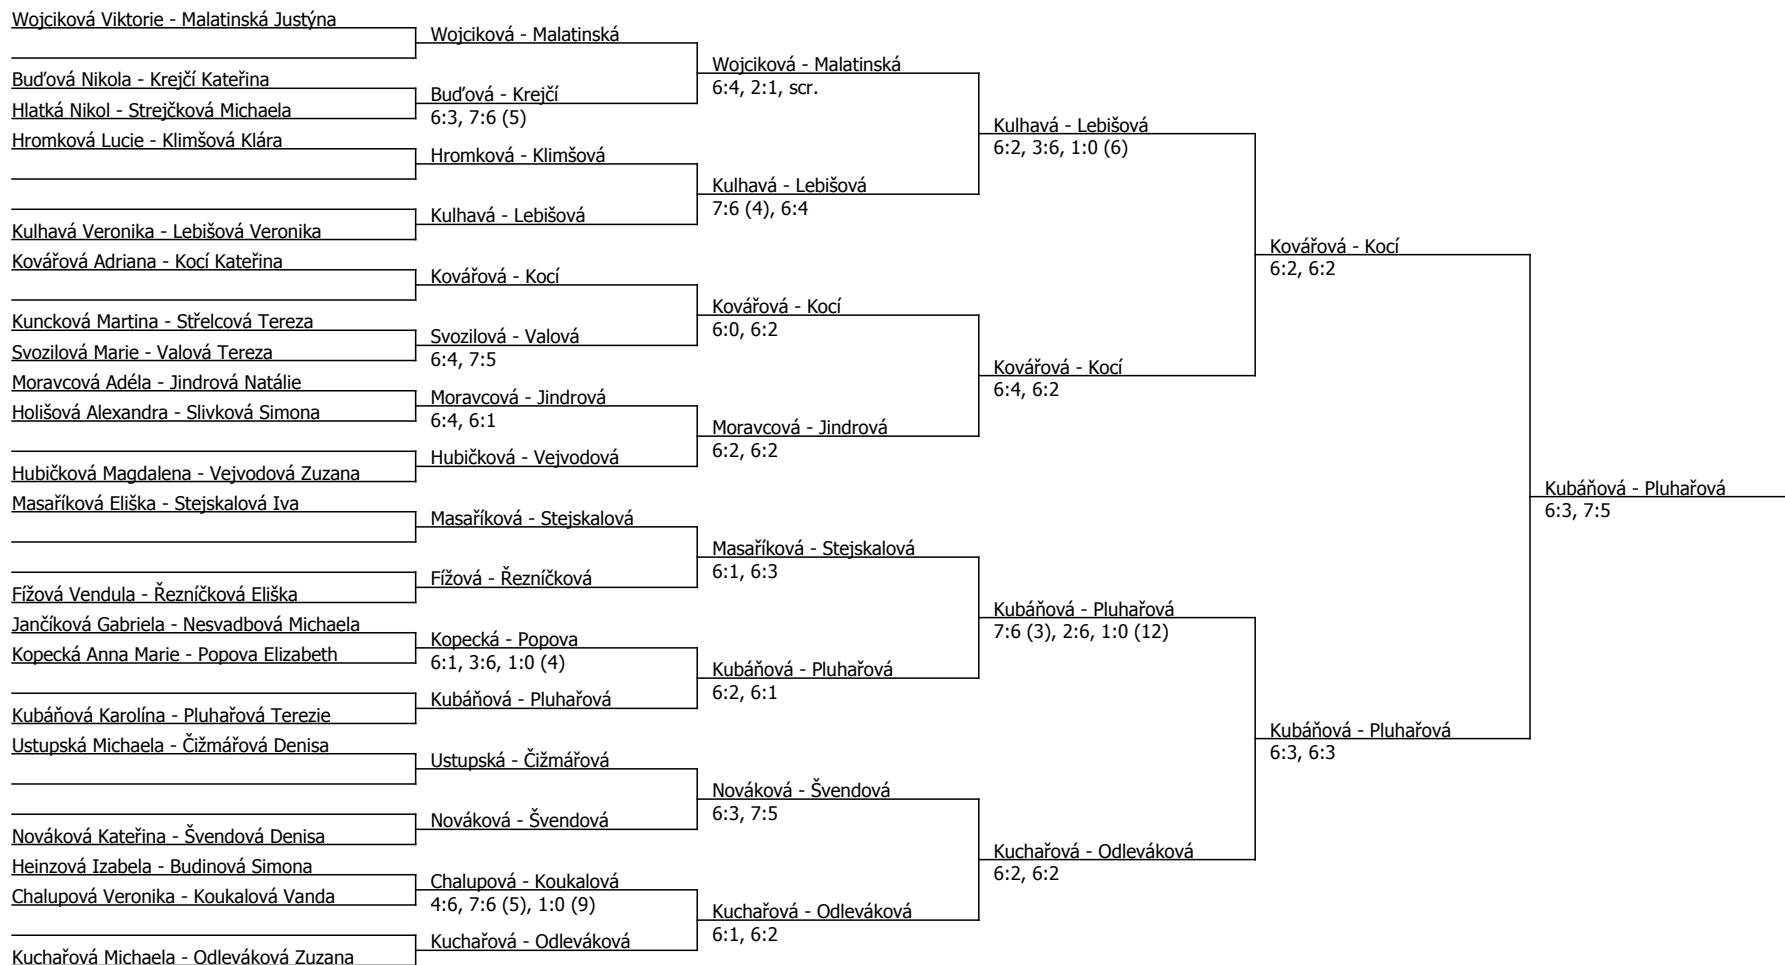 Wojciková Viktorie - Malatinská Justýna
Buďová Nikola - Krejčí Kateřina
Hlatká Nikol - Strejčková Michaela
Hromková Lucie - Klimšová Klára
Kulhavá Veronika - Lebišová Veronika
Kovářová Adriana - Kocí Kateřina
Kuncková Martina - Střelcová Tereza
Svozilová Marie - Valová Tereza
Moravcová Adéla - Jindrová Natálie
Holišová Alexandra - Slivková Simona
Hubičková Magdalena - Vejvodová Zuzana
Masaříková Eliška - Stejskalová Iva
Fížová Vendula - Řezníčková Eliška
Jančíková Gabriela - Nesvadbová Michaela
Kopecká Anna Marie - Popova Elizabeth
Kubáňová Karolína - Pluhařová Terezie
Ustupská Michaela - Čižmářová Denisa
Nováková Kateřina - Švendová Denisa
Heinzová Izabela - Budinová Simona
Chalupová Veronika - Koukalová Vanda
Kuchařová Michaela - Odleváková Zuzana
Wojciková - Malatinská
Buďová - Krejčí
6:3, 7:6 (5)
Hromková - Klimšová
Kulhavá - Lebišová
Kovářová - Kocí
Svozilová - Valová
6:4, 7:5
Moravcová - Jindrová
6:4, 6:1
Hubičková - Vejvodová
Masaříková - Stejskalová
Fížová - Řezníčková
Kopecká - Popova
6:1, 3:6, 1:0 (4)
Kubáňová - Pluhařová
Ustupská - Čižmářová
Nováková - Švendová
Chalupová - Koukalová
4:6, 7:6 (5), 1:0 (9)
Kuchařová - Odleváková
Wojciková - Malatinská
6:4, 2:1, scr.
Kulhavá - Lebišová
7:6 (4), 6:4
Kovářová - Kocí
6:0, 6:2
Moravcová - Jindrová
6:2, 6:2
Masaříková - Stejskalová
6:1, 6:3
Kubáňová - Pluhařová
6:2, 6:1
Nováková - Švendová
6:3, 7:5
Kuchařová - Odleváková
6:1, 6:2
Kulhavá - Lebišová
6:2, 3:6, 1:0 (6)
Kovářová - Kocí
6:4, 6:2
Kubáňová - Pluhařová
7:6 (3), 2:6, 1:0 (12)
Kuchařová - Odleváková
6:2, 6:2
Kovářová - Kocí
6:2, 6:2
Kubáňová - Pluhařová
6:3, 6:3
Kubáňová - Pluhařová
6:3, 7:5